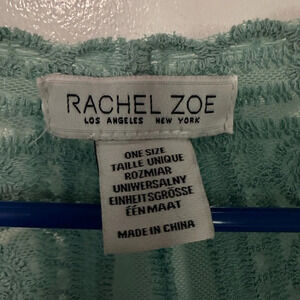 RACHEL ZOE
LOS ANGELES NEW YORK
ONE SIZE
TAILLE UNIQUE
ROZMIAR
UNIWERSALNY
EINHEITSGRÖSSE
ÉÉN MAAT
MADE IN CHINA